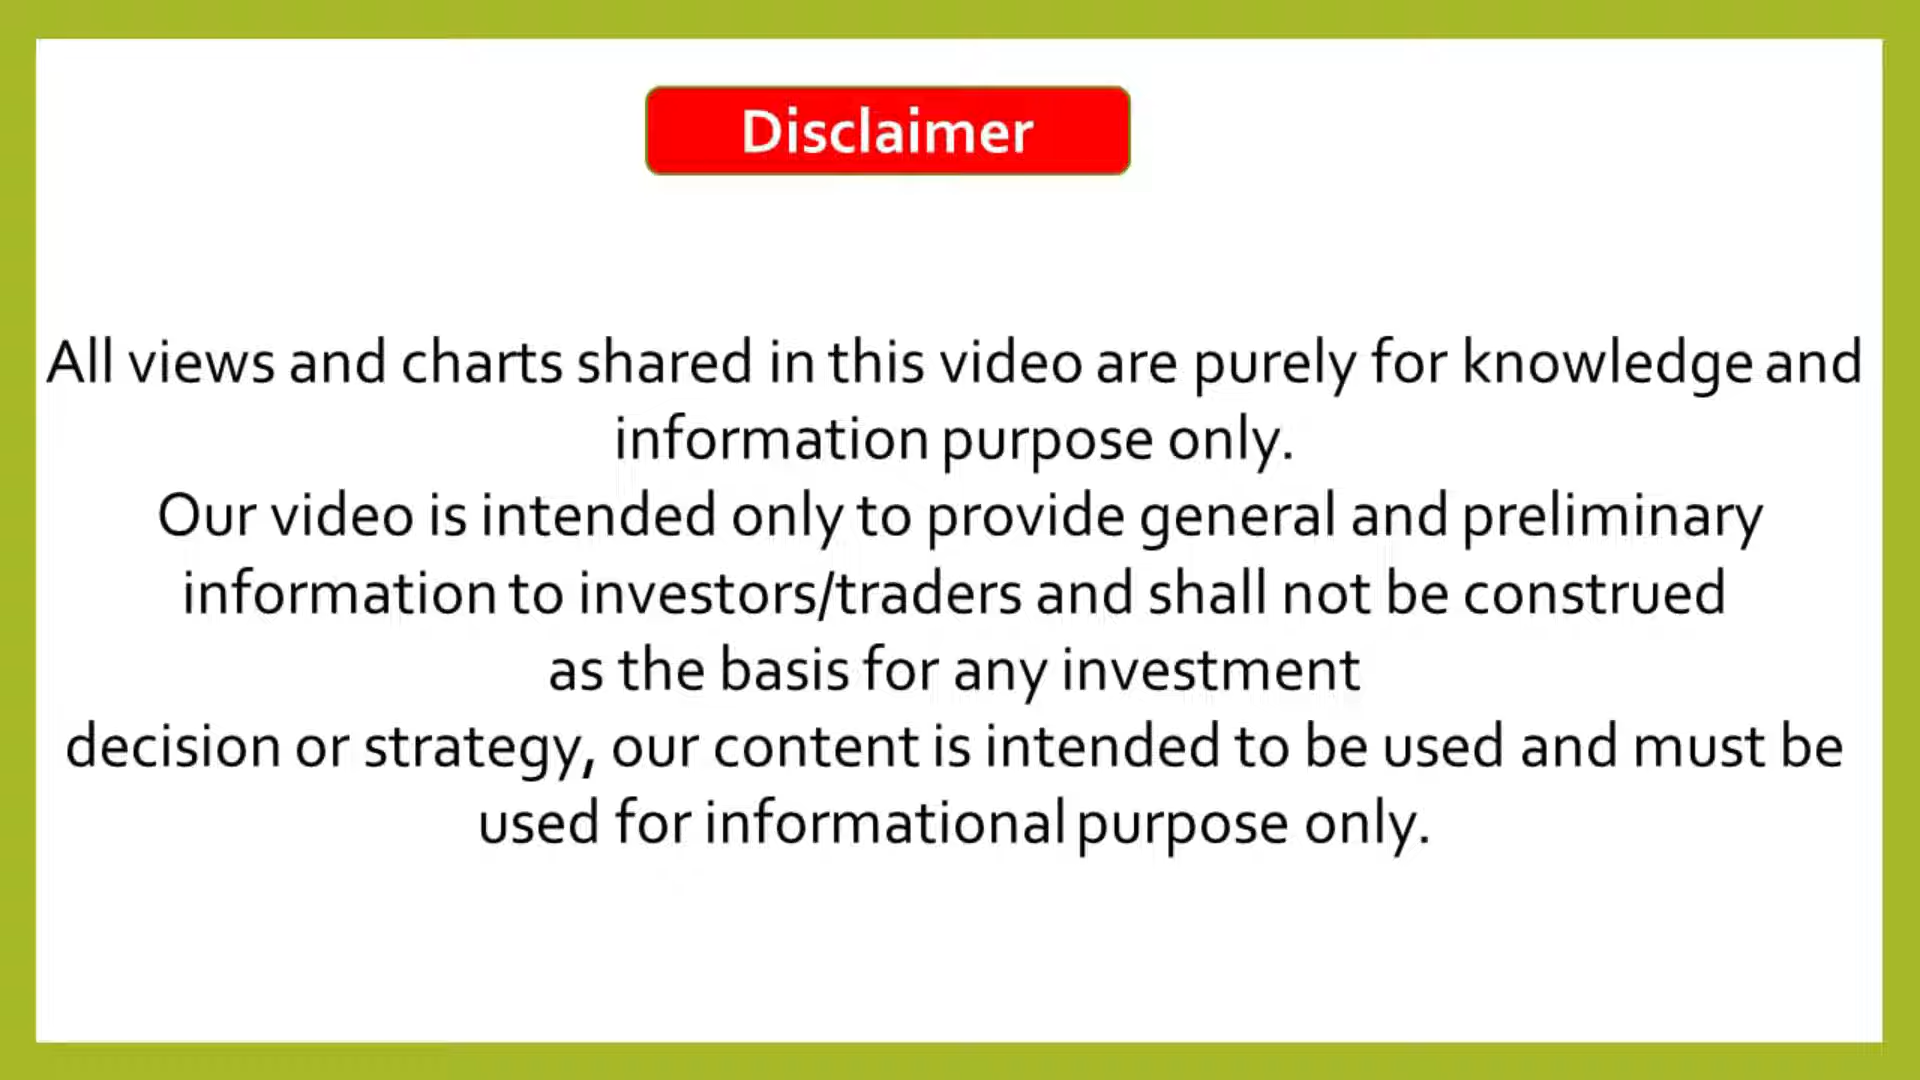 Disclaimer
All views and charts shared in this video are purely for knowledge and
information purpose only.
Our video is intended only to provide general and preliminary
information to investors/traders and shall not be construed
as the basis for any investment
decision or strategy, our content is intended to be used and must be
used for informational purpose only.